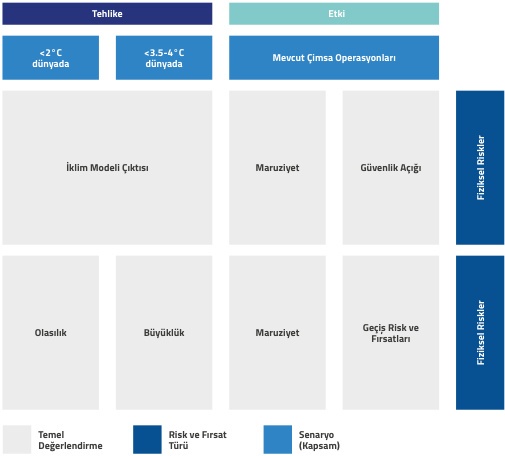 Tehlike
Etki
<2°C
dünyada
<3.5-4°C
dünyada
Mevcut Çimsa Operasyonları
İklim Modeli Çıktısı
Maruziyet
Güvenlik Açığı
Fiziksel Riskler
Olasılık
Büyüklük
Maruziyet
Geçiş Risk ve
Fırsatları
Fiziksel Riskler
Temel
Değerlendirme
Risk ve Fırsat
Türü
Senaryo
(Kapsam)